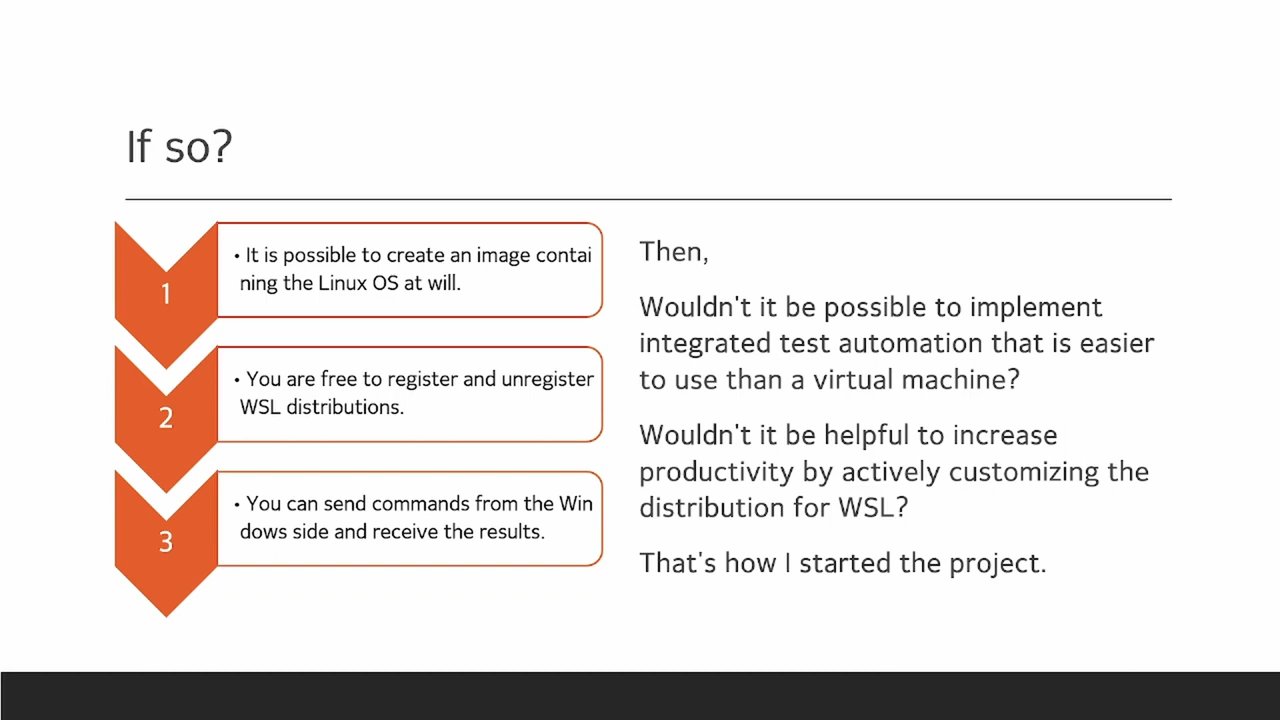 If so?
1
• It is possible to create an image contai
ning the Linux OS at will.
2
• You are free to register and unregister
WSL distributions.
3
• You can send commands from the Win
dows side and receive the results.
Then,
Wouldn't it be possible to implement
integrated test automation that is easier
to use than a virtual machine?
Wouldn't it be helpful to increase
productivity by actively customizing the
distribution for WSL?
That's how I started the project.